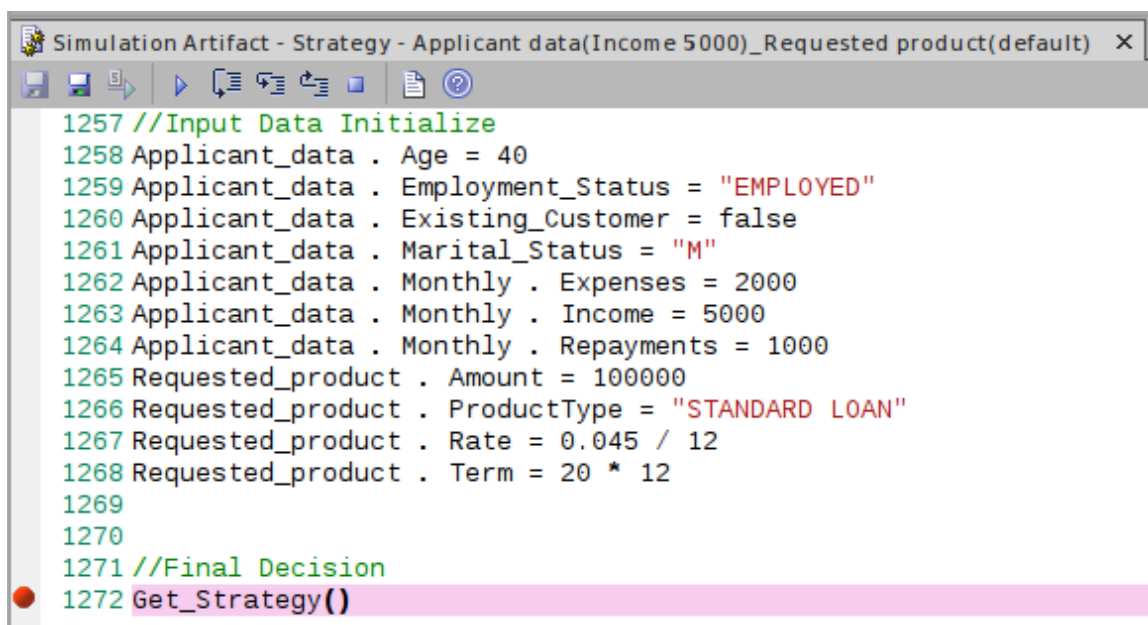 Simulation Artifact - Strategy - Applicant data(Income 5000)_Requested product(default) ×
1257 //Input Data Initialize
1258 Applicant_data . Age = 40
1259 Applicant_data . Employment_Status = "EMPLOYED"
1260 Applicant_data . Existing_Customer = false
1261 Applicant_data . Marital_Status = "M"
1262 Applicant_data . Monthly . Expenses = 2000
1263 Applicant_data . Monthly . Income = 5000
1264 Applicant_data . Monthly . Repayments = 1000
1265 Requested_product . Amount = 100000
1266 Requested_product . ProductType = "STANDARD LOAN"
1267 Requested_product . Rate = 0.045 / 12
1268 Requested_product . Term = 20 * 12
1269
1270
1271 //Final Decision
1272 Get_Strategy()